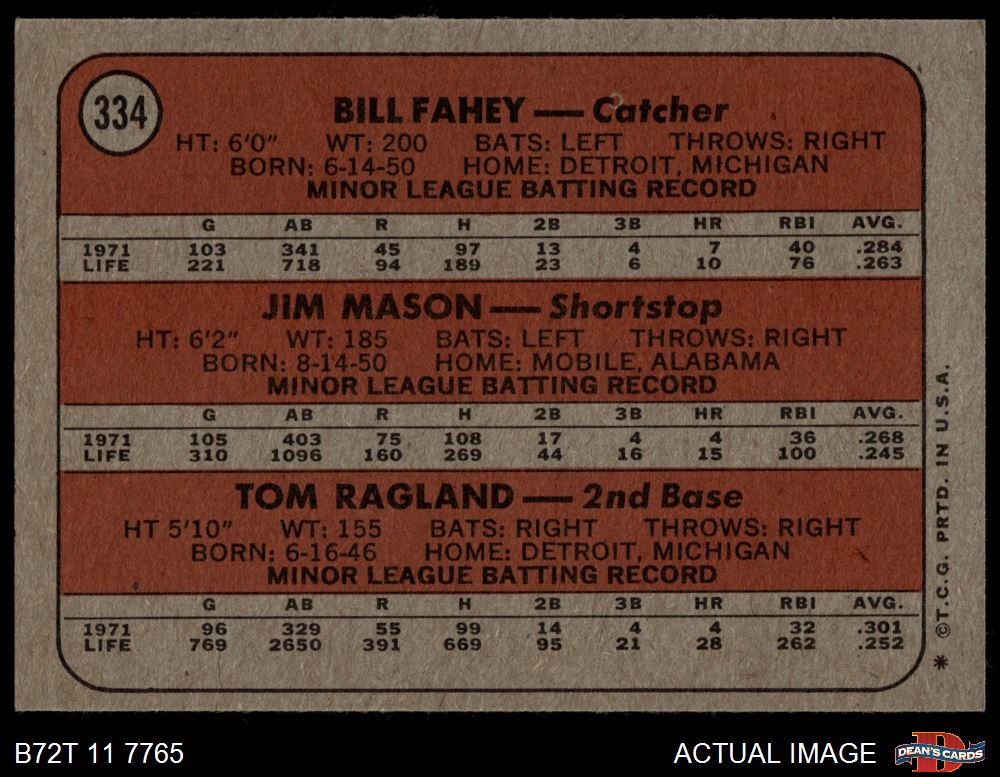 334
BILL FAHEY — Catcher
HT: 6'0" WT: 200 BATS: LEFT THROWS: RIGHT
BORN: 6-14-50 HOME: DETROIT, MICHIGAN
MINOR LEAGUE BATTING RECORD
G AB R H 2B 3B HR RBI AVG.
1971 103 341 45 97 13 4 7 40 .284
LIFE 221 718 94 189 23 6 10 76 .263
JIM MASON — Shortstop
HT: 6'2" WT: 185 BATS: LEFT THROWS: RIGHT
BORN: 8-14-50 HOME: MOBILE, ALABAMA
MINOR LEAGUE BATTING RECORD
G AB R H 2B 3B HR RBI AVG.
1971 105 403 75 108 17 4 4 36 .268
LIFE 310 1096 160 269 44 16 15 100 .245
TOM RAGLAND — 2nd Base
HT 5'10" WT: 155 BATS: RIGHT THROWS: RIGHT
BORN: 6-16-46 HOME: DETROIT, MICHIGAN
MINOR LEAGUE BATTING RECORD
G AB R H 2B 3B HR RBI AVG.
1971 96 329 55 99 14 4 4 32 .301
LIFE 769 2650 391 669 95 21 28 262 .252
* ©T.C.G. PRTD. IN U.S.A.
B72T 11 7765
ACTUAL IMAGE
D
DEAN'S CARDS